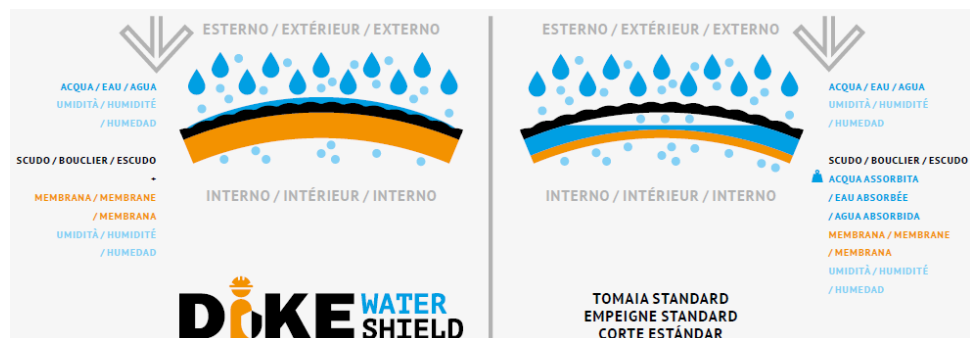 ESTERNO / EXTÉRIEUR / EXTERNO
ACQUA / EAU / AGUA
UMIDITÀ / HUMIDITÉ
/ HUMEDAD
SCUDO / BOUCLIER / ESCUDO
+
MEMBRANA / MEMBRANE
/ MEMBRANA
UMIDITÀ / HUMIDITÉ
/ HUMEDAD
INTERNO / INTÉRIEUR / INTERNO
DIKE WATER
SHIELD
ESTERNO / EXTÉRIEUR / EXTERNO
ACQUA / EAU / AGUA
UMIDITÀ / HUMIDITÉ
/ HUMEDAD
SCUDO / BOUCLIER / ESCUDO
ACQUA ASSORBITA
/ EAU ABSORBÉE
/ AGUA ABSORBIDA
MEMBRANA / MEMBRANE
/ MEMBRANA
UMIDITÀ / HUMIDITÉ
/ HUMEDAD
INTERNO / INTÉRIEUR / INTERNO
TOMAIA STANDARD
EMPEIGNE STANDARD
CORTE ESTÁNDAR